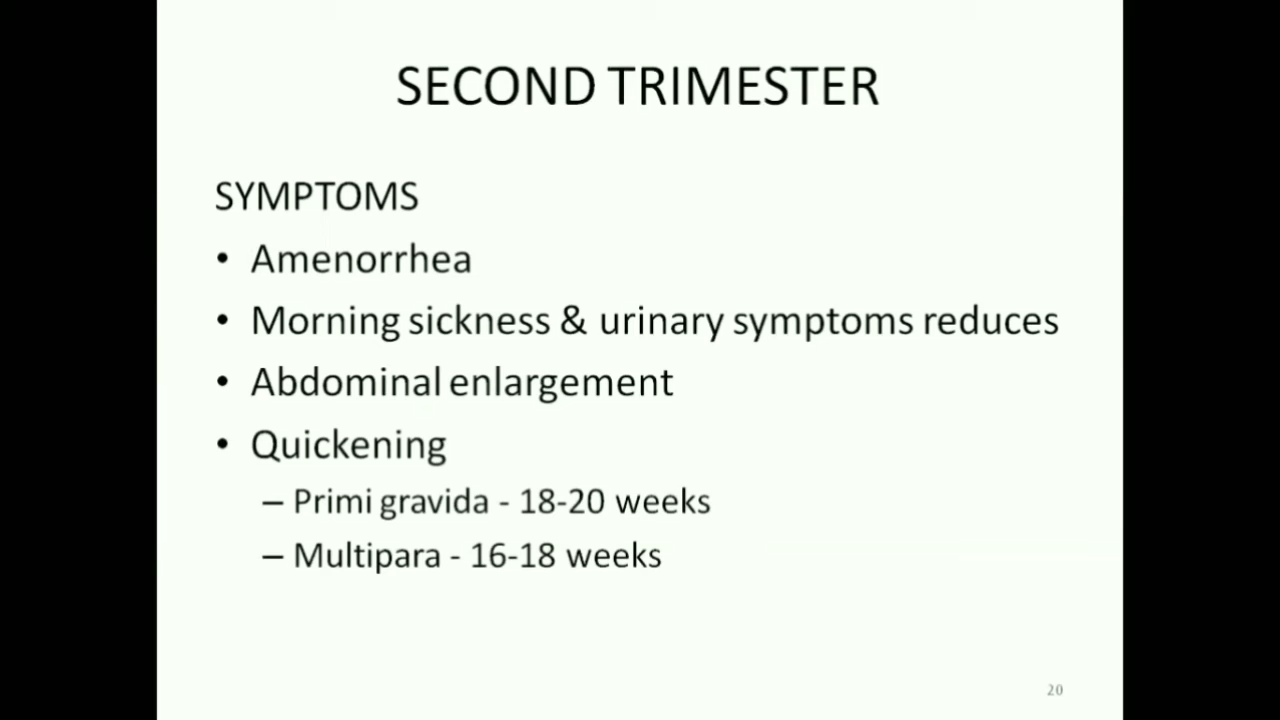 SECOND TRIMESTER
SYMPTOMS
• Amenorrhea
• Morning sickness & urinary symptoms reduces
• Abdominal enlargement
• Quickening
– Primi gravida - 18-20 weeks
– Multipara - 16-18 weeks
20